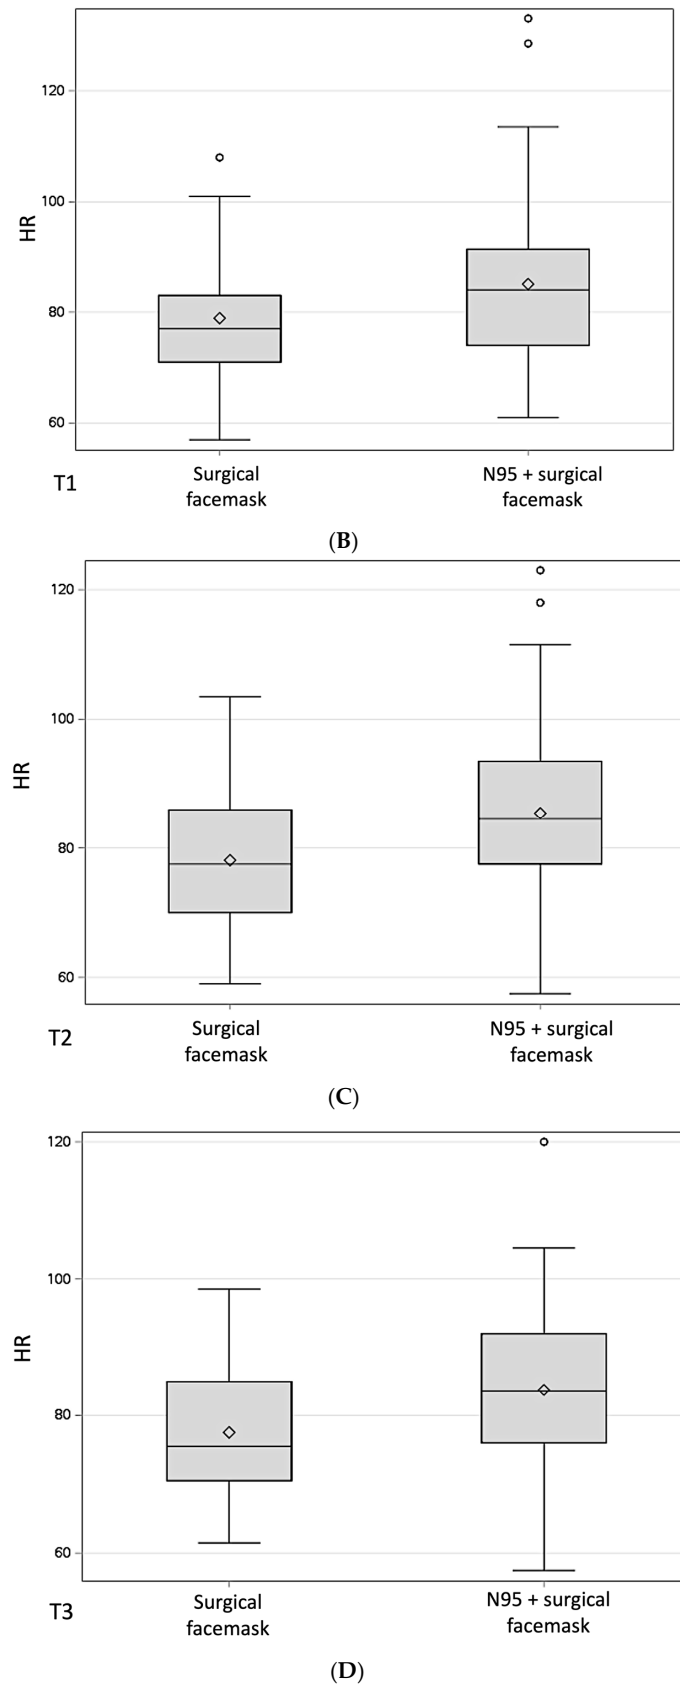 120
100
HR
80
60
T1
Surgical
facemask
N95 + surgical
facemask
(B)
120
100
HR
80
60
T2
Surgical
facemask
N95 + surgical
facemask
(C)
120
100
HR
80
60
T3
Surgical
facemask
N95 + surgical
facemask
(D)